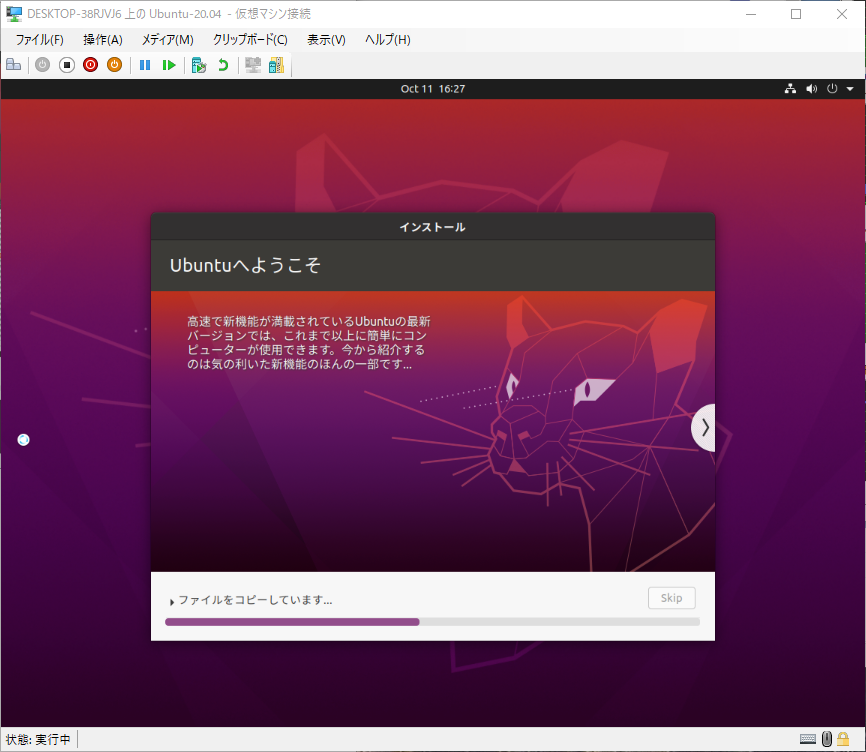 DESKTOP-38RJVJ6 上の Ubuntu-20.04 - 仮想マシン接続
ファイル(F) 操作(A) メディア(M) クリップボード(C) 表示(V) ヘルプ(H)
Oct 11 16:27
インストール
Ubuntuへようこそ
高速で新機能が満載されているUbuntuの最新
バージョンでは、これまで以上に簡単にコン
ピューターが使用できます。今から紹介する
のは気の利いた新機能のほんの一部です...
ファイルをコピーしています...
Skip
状態: 実行中